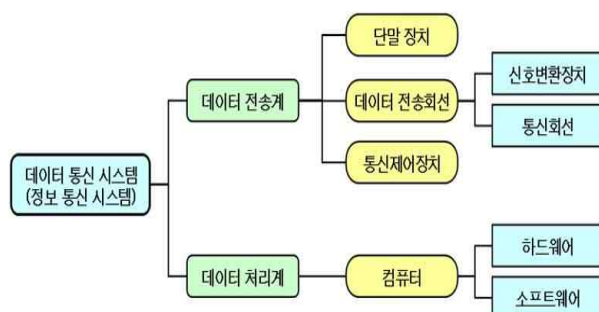 단말 장치
신호변환장치
데이터 전송계
데이터 전송회선
통신회선
통신제어장치
데이터 통신 시스템
(정보 통신 시스템)
하드웨어
데이터 처리계
컴퓨터
소프트웨어